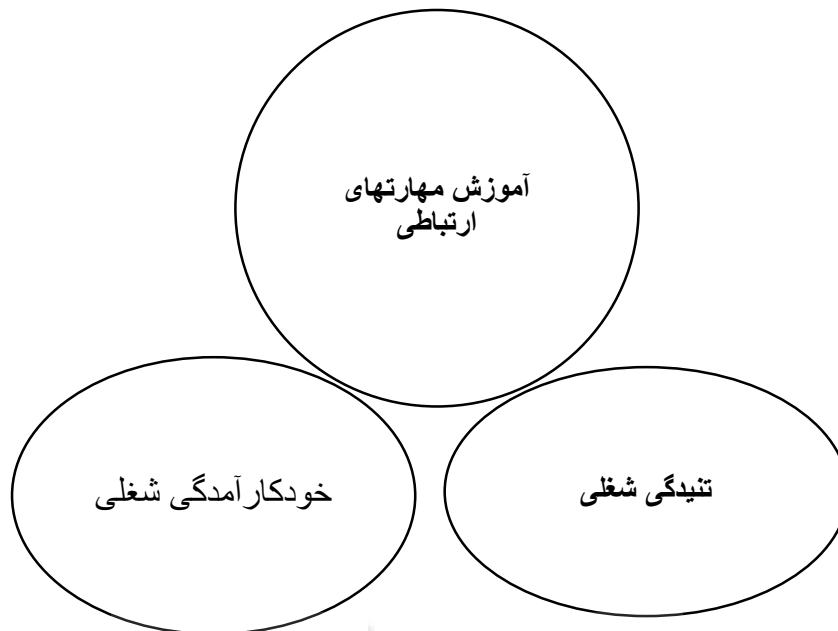 آموزش مهارتهای
ارتباطی
تنیدگی شغلی
خودکارآمدگی شغلی